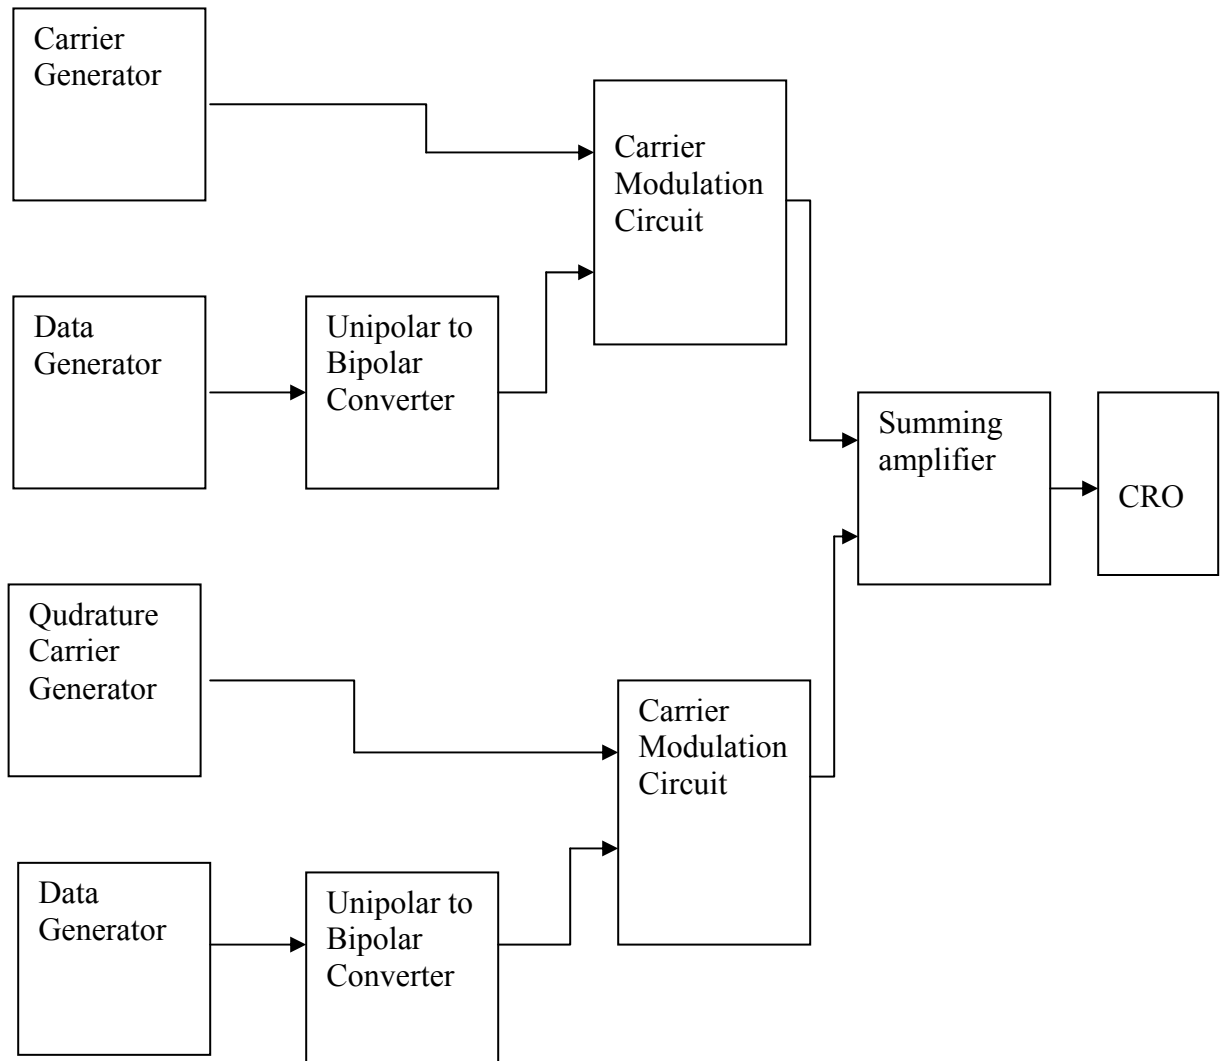 Carrier
Generator
Carrier
Modulation
Circuit
Data
Generator
Unipolar to
Bipolar
Converter
Summing
amplifier
CRO
Qudrature
Carrier
Generator
Carrier
Modulation
Circuit
Data
Generator
Unipolar to
Bipolar
Converter